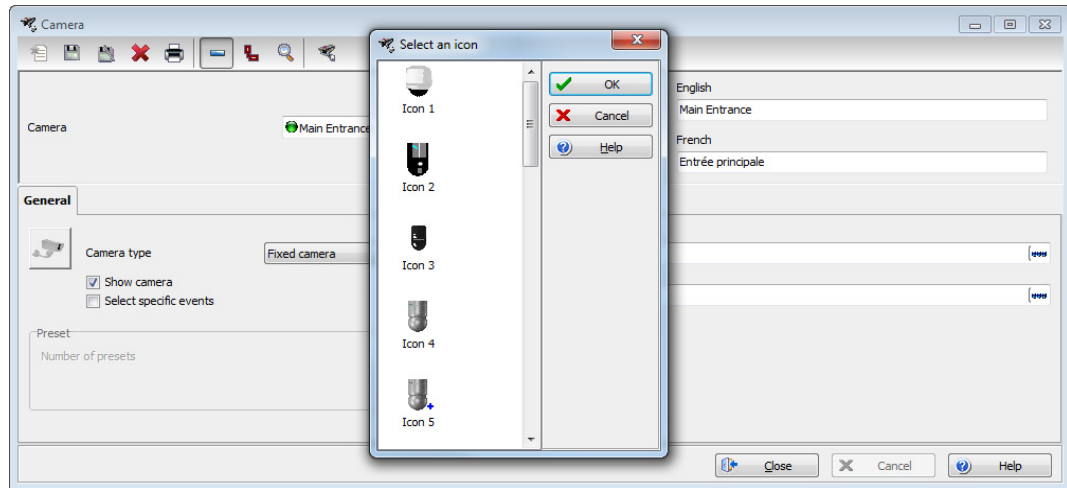 Camera
Select an icon
Icon 1
Icon 2
Icon 3
Icon 4
Icon 5
OK
Cancel
Help
Camera
Main Entrance
English
Main Entrance
French
Entrée principale
General
Camera type
Fixed camera
Show camera
Select specific events
Preset
Number of presets
Close
Cancel
Help